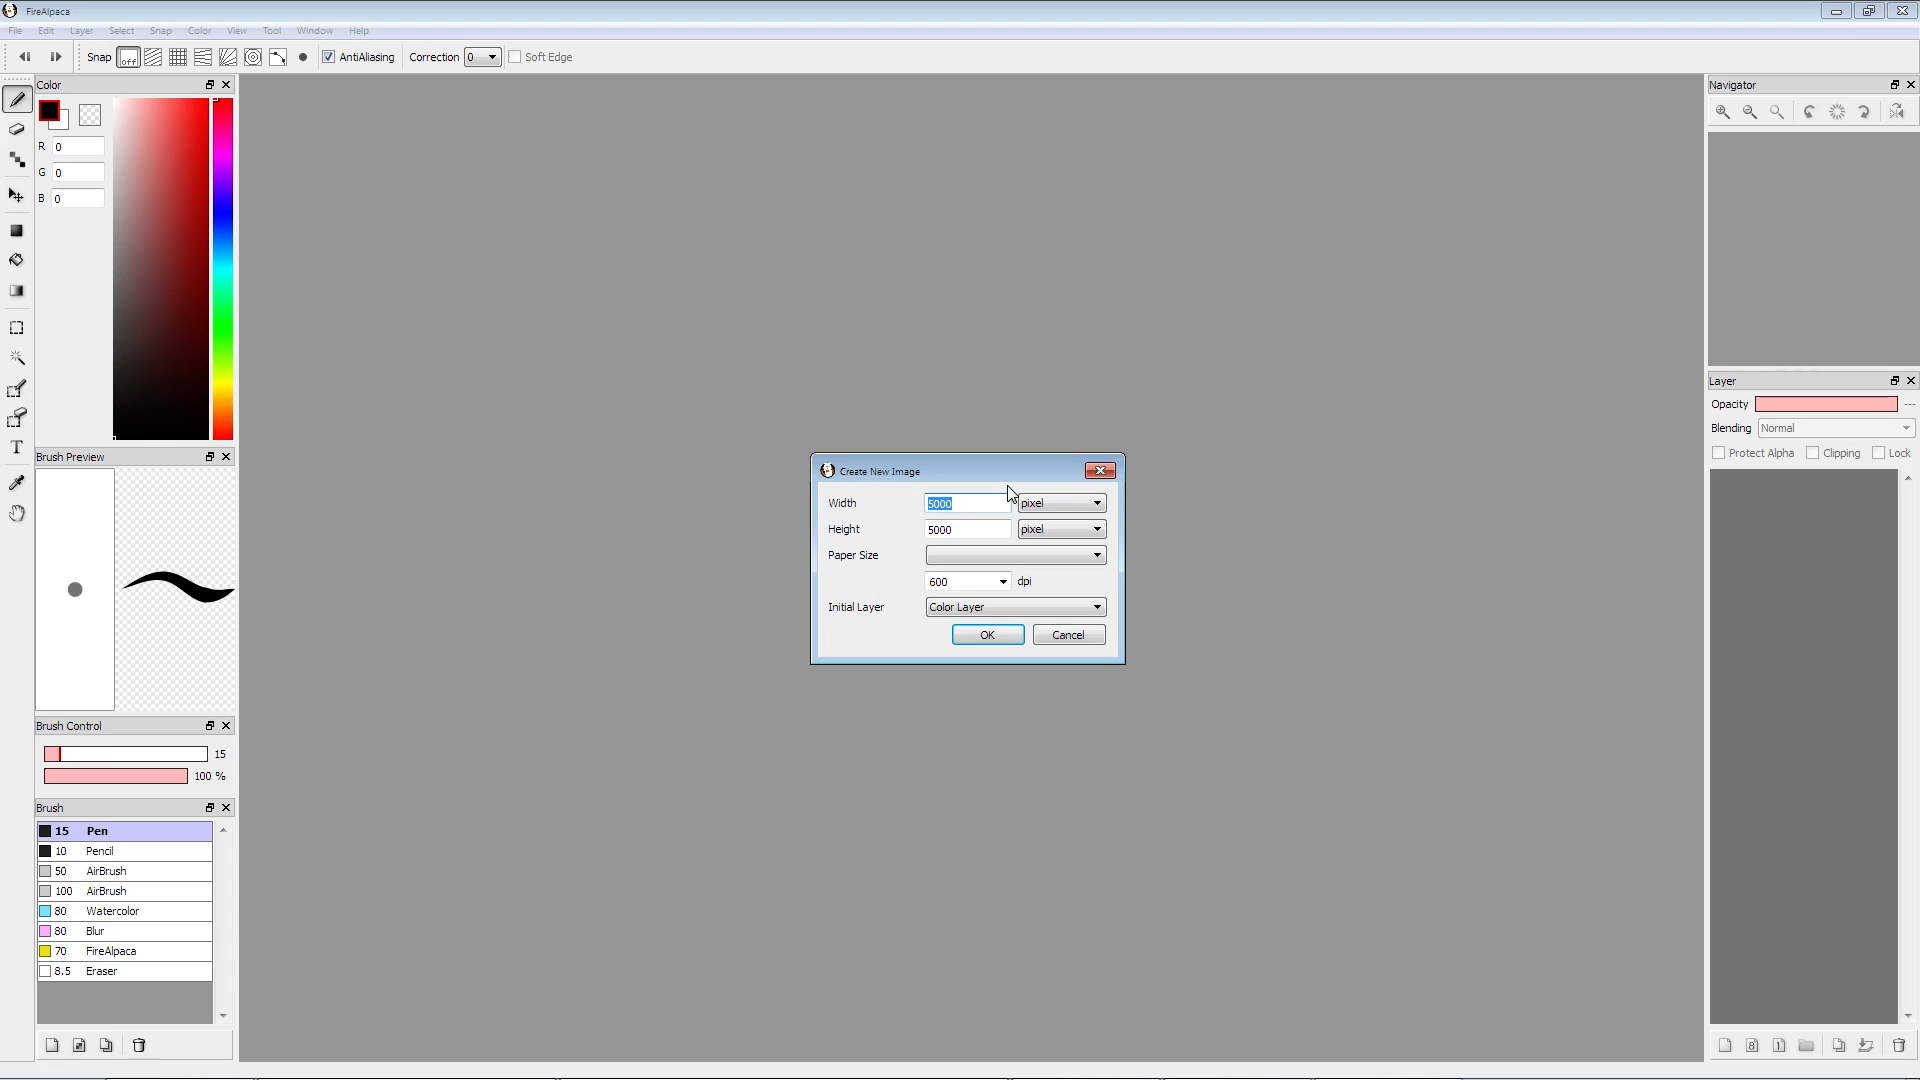 FireAlpaca
File Edit Layer Select Snap Color View Tool Window Help
Snap off AntiAliasing Correction 0 Soft Edge
Color
R 0
G 0
B 0
Brush Preview
Brush Control
15
100 %
Brush
15 Pen
10 Pencil
50 AirBrush
100 AirBrush
80 Watercolor
80 Blur
70 FireAlpaca
8.5 Eraser
Create New Image
Width 5000 pixel
Height 5000 pixel
Paper Size
600 dpi
Initial Layer Color Layer
OK Cancel
Navigator
Layer
Opacity ---
Blending Normal
Protect Alpha Clipping Lock
8 1
T